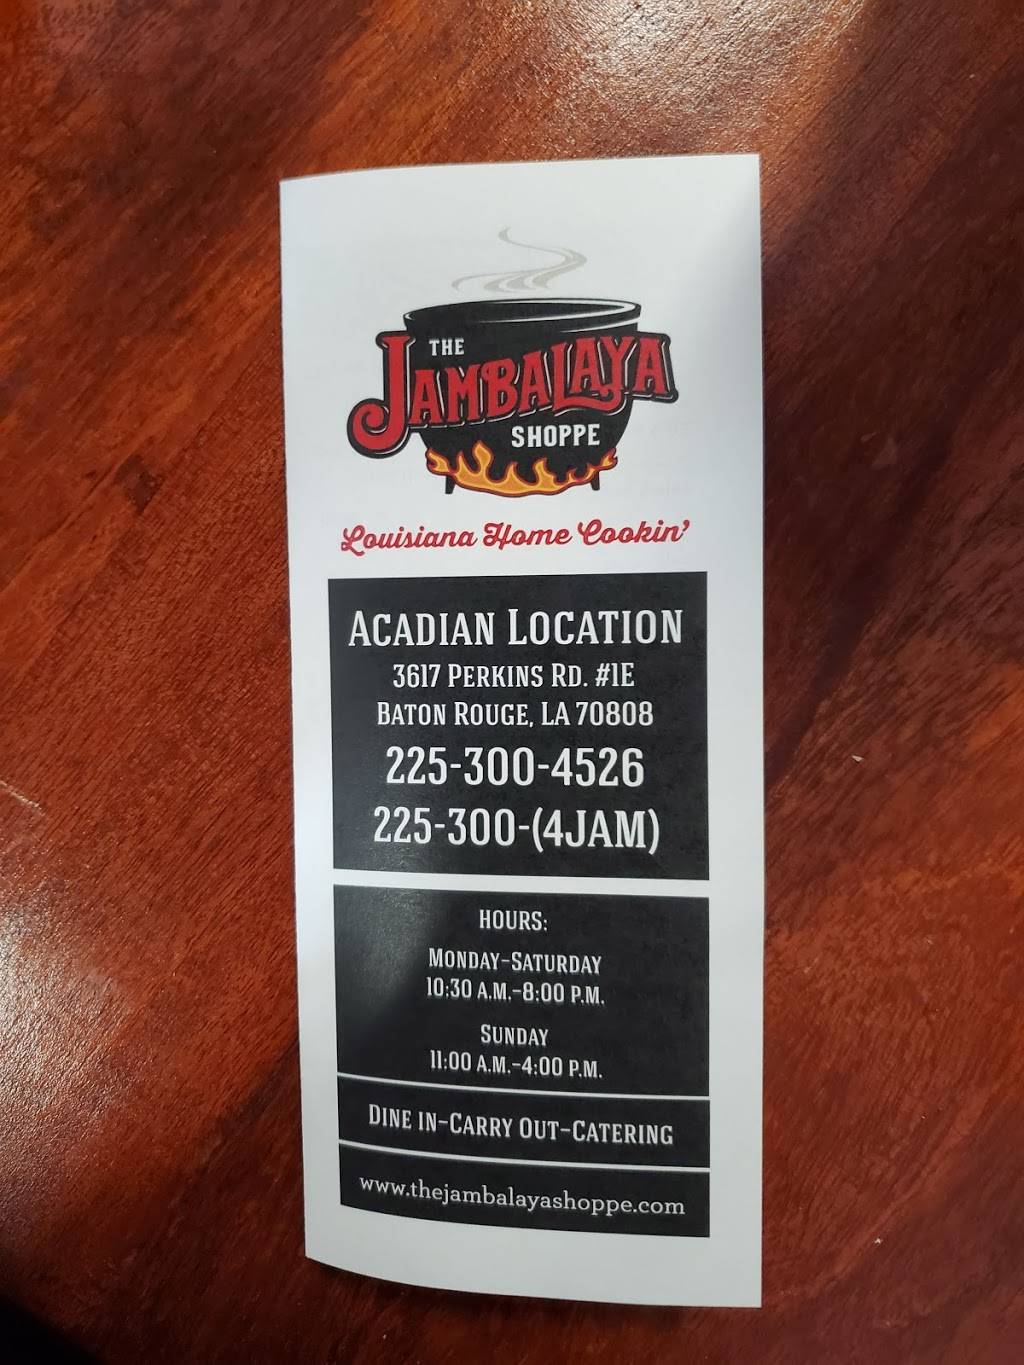 THE
JAMBALAYA
SHOPPE
Louisiana Home Cookin'
ACADIAN LOCATION
3617 PERKINS RD. #1E
BATON ROUGE, LA 70808
225-300-4526
225-300-(4JAM)
HOURS:
MONDAY-SATURDAY
10:30 A.M.-8:00 P.M.
SUNDAY
11:00 A.M.-4:00 P.M.
DINE IN-CARRY OUT-CATERING
www.thejambalayashoppe.com